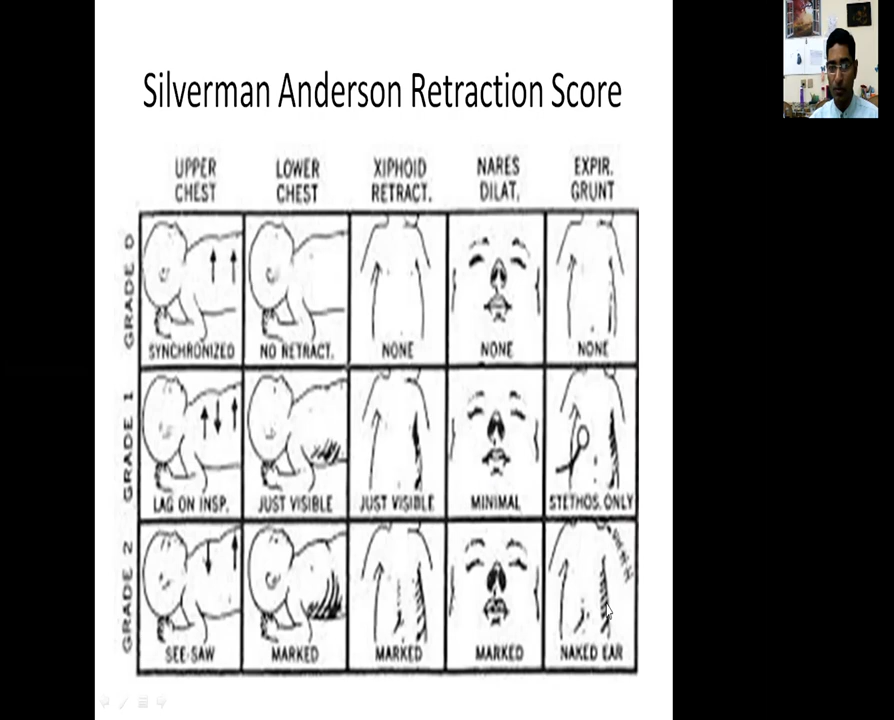 Silverman Anderson Retraction Score
UPPER CHEST
LOWER CHEST
XIPHOID RETRACT.
NARES DILAT.
EXPIR. GRUNT
GRADE 0
SYNCHRONIZED
NO RETRACT.
NONE
NONE
NONE
GRADE 1
LAG ON INSP.
JUST VISIBLE
JUST VISIBLE
MINIMAL
STETHOS. ONLY
GRADE 2
SEE-SAW
MARKED
MARKED
MARKED
NAKED EAR